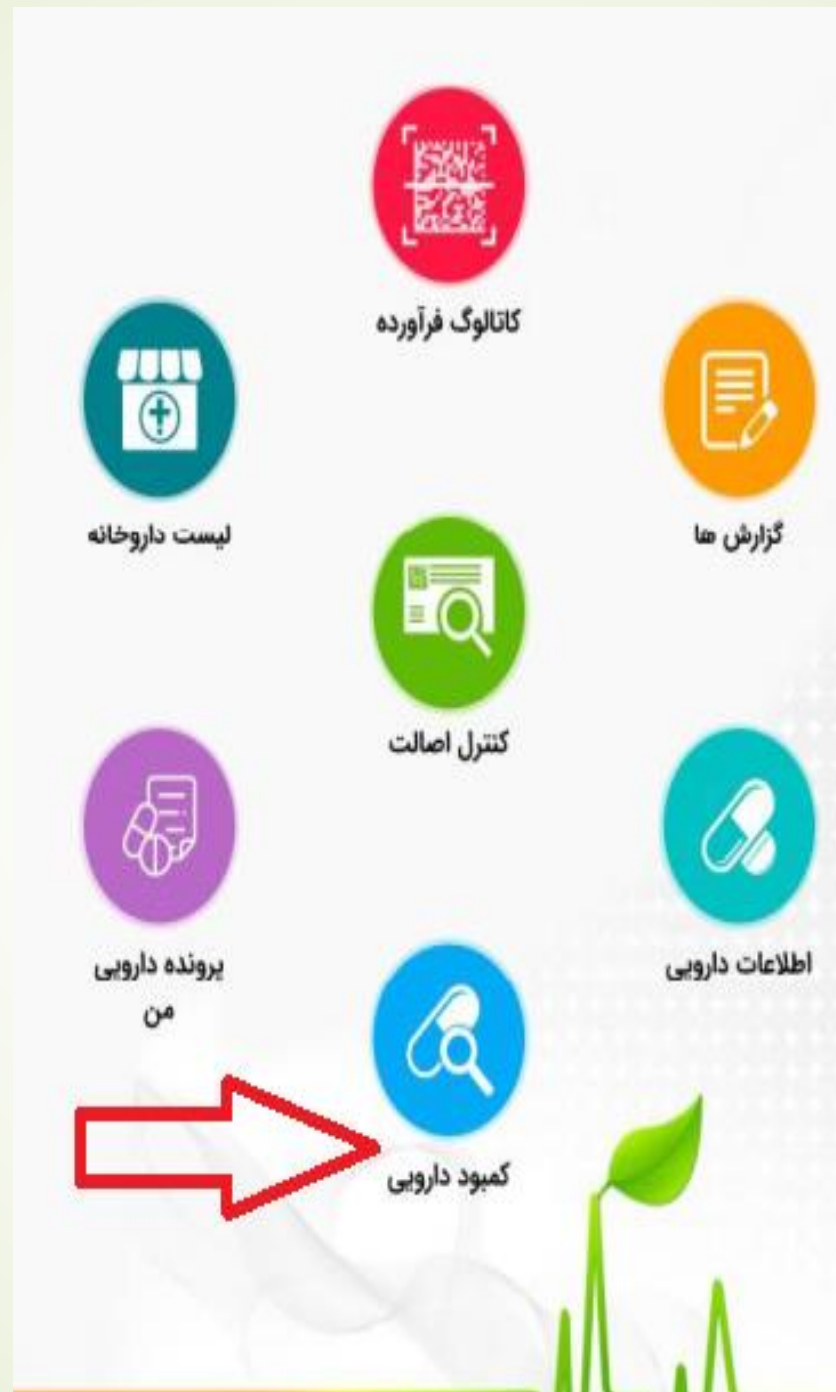 کاتالوگ فرآورده
گزارش ها
لیست داروخانه
کنترل اصالت
اطلاعات دارویی
پرونده دارویی
من
کمبود دارویی